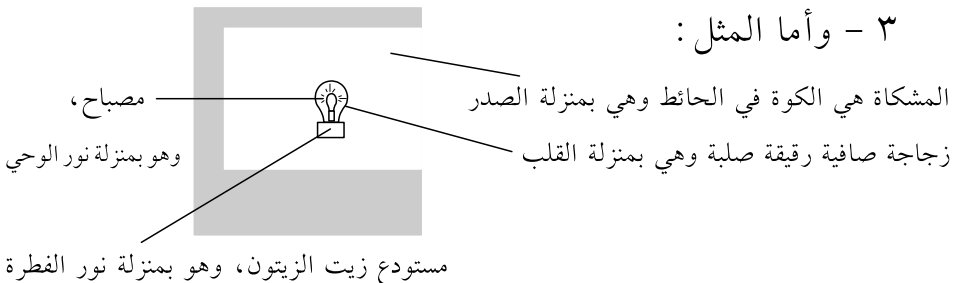 ٣ - وأما المثل :
المشكاة هي الكوة في الحائط وهي بمنزلة الصدر
مصباح،
زجاجة صافية رقيقة صلبة وهي بمنزلة القلب
وهو بمنزلة نور الوحي
مستودع زيت الزيتون، وهو بمنزلة نور الفطرة